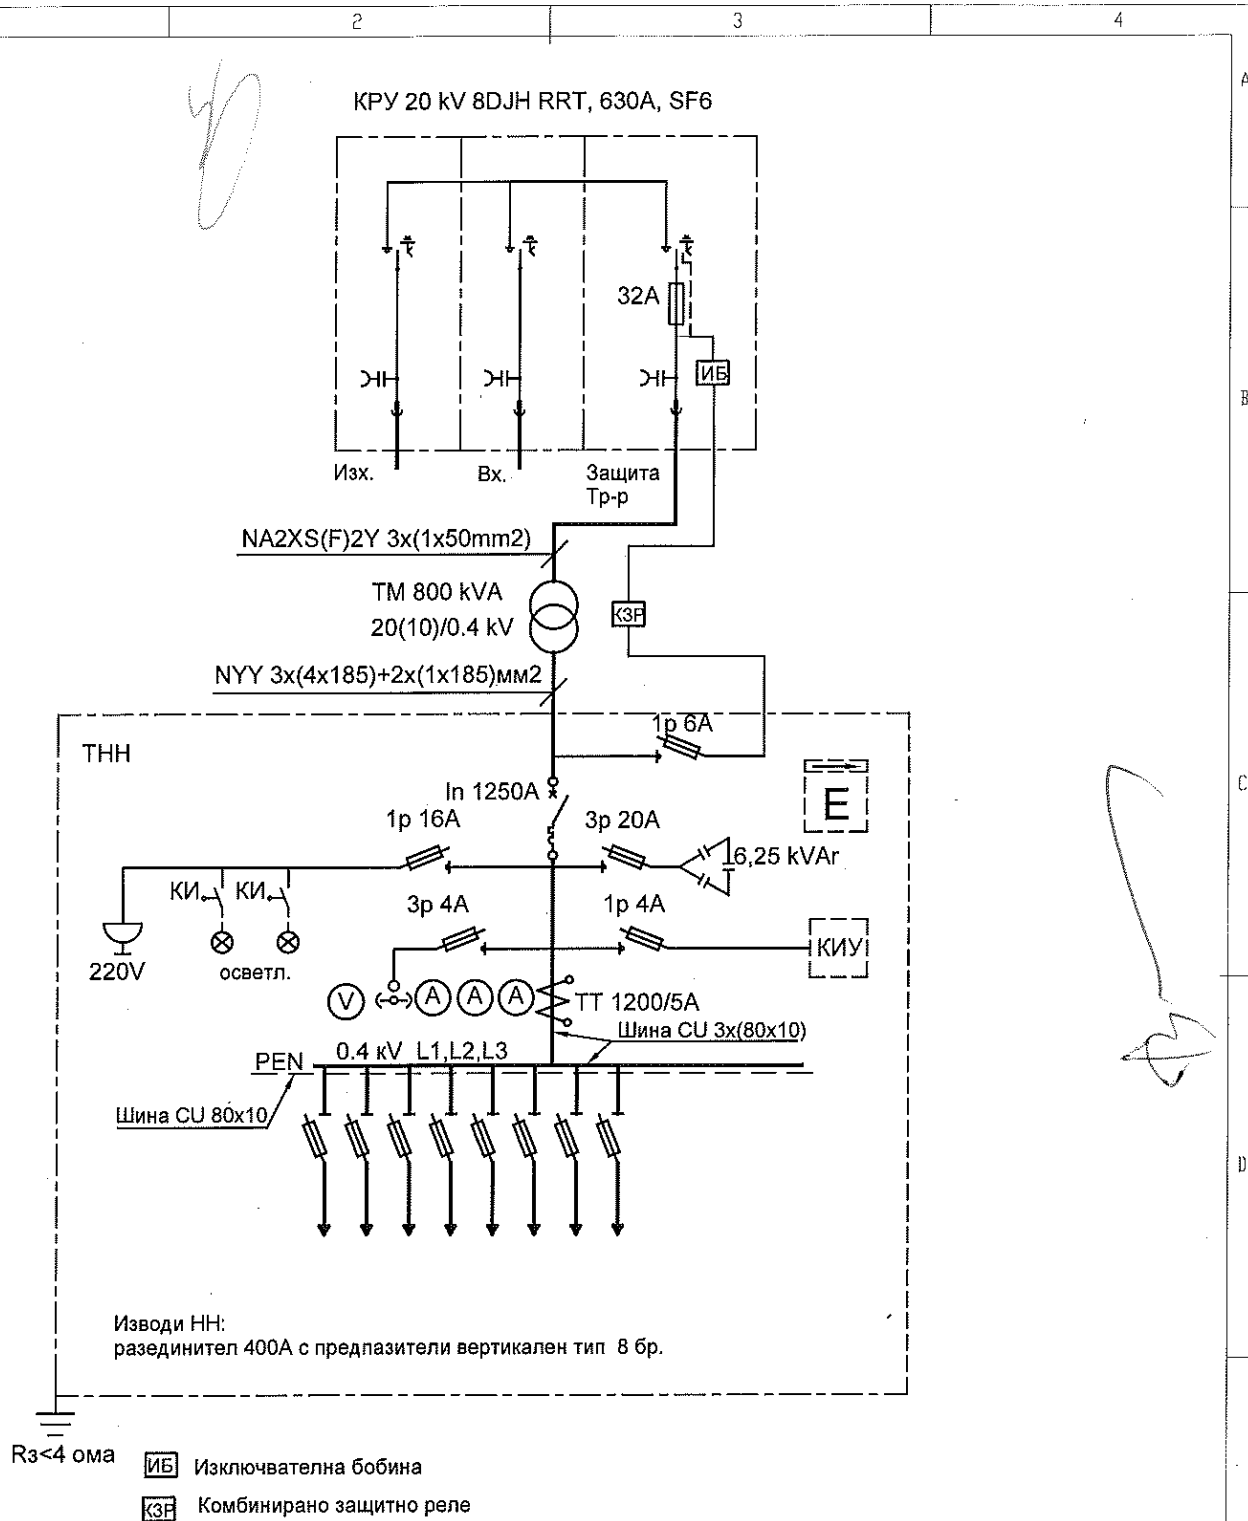 2
3
4
A
КРУ 20 kV 8DJH RRT, 630A, SF6
32A
ИБ
B
Изх.
Вх.
Защита
Тр-р
NA2XS(F)2Y 3x(1x50mm2)
ТМ 800 kVA
20(10)/0.4 kV
КЗР
NYY 3x(4x185)+2x(1x185)мм2
ТНН
1p 6A
C
In 1250A
E
1p 16A
3p 20A
6,25 kVAr
КИ
КИ
3p 4A
1p 4A
КИУ
220V
осветл.
V
A
A
A
ТТ 1200/5A
Шина CU 3x(80x10)
PEN
0.4 кV L1,L2,L3
Шина CU 80x10
D
Изводи НН:
разединител 400А с предпазители вертикален тип 8 бр.
Rз<4 ома
ИБ Изключвателна бобина
КЗР Комбинирано защитно реле